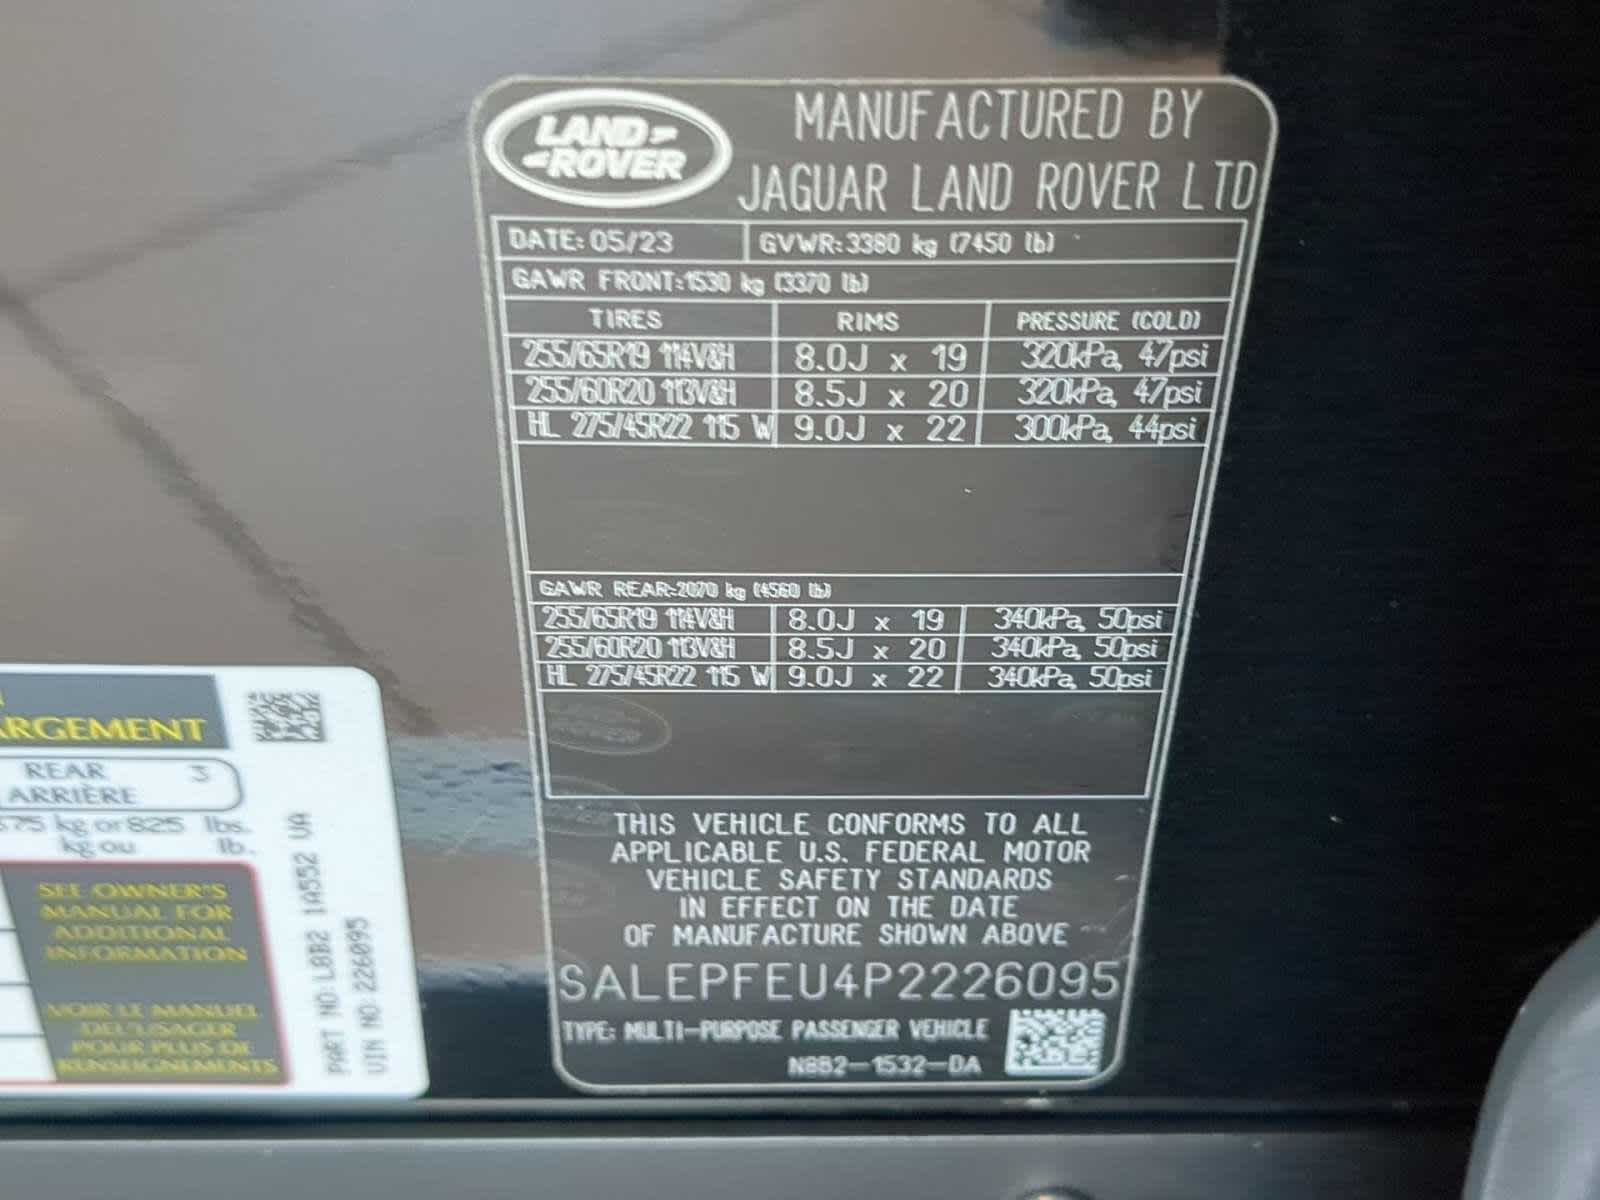 LAND ROVER
MANUFACTURED BY
JAGUAR LAND ROVER LTD
DATE: 05/23 GVWR: 3380 kg (7450 lb)
GAWR FRONT: 1530 kg (3370 lb)
TIRES RIMS PRESSURE (COLD)
255/65R19 114V&H 8.0J x 19 320kPa, 47psi
255/60R20 113V&H 8.5J x 20 320kPa, 47psi
HL 275/45R22 115 W 9.0J x 22 300kPa, 44psi
GAWR REAR: 2070 kg (4560 lb)
255/65R19 114V&H 8.0J x 19 340kPa, 50psi
255/60R20 113V&H 8.5J x 20 340kPa, 50psi
HL 275/45R22 115 W 9.0J x 22 340kPa, 50psi
THIS VEHICLE CONFORMS TO ALL
APPLICABLE U.S. FEDERAL MOTOR
VEHICLE SAFETY STANDARDS
IN EFFECT ON THE DATE
OF MANUFACTURE SHOWN ABOVE
SALEPFEU4P2226095
TYPE: MULTI-PURPOSE PASSENGER VEHICLE
N8B2-1532-DA
ARGEMENT
REAR 3
ARRIÈRE
375 kg or 825 lbs.
kg ou lb.
SEE OWNER'S
MANUAL FOR
ADDITIONAL
INFORMATION
VOIR LE MANUEL
DE L'USAGER
POUR PLUS DE
RENSEIGNEMENTS
PART NO: L8B2 1A552 VA
VIN NO: 226095